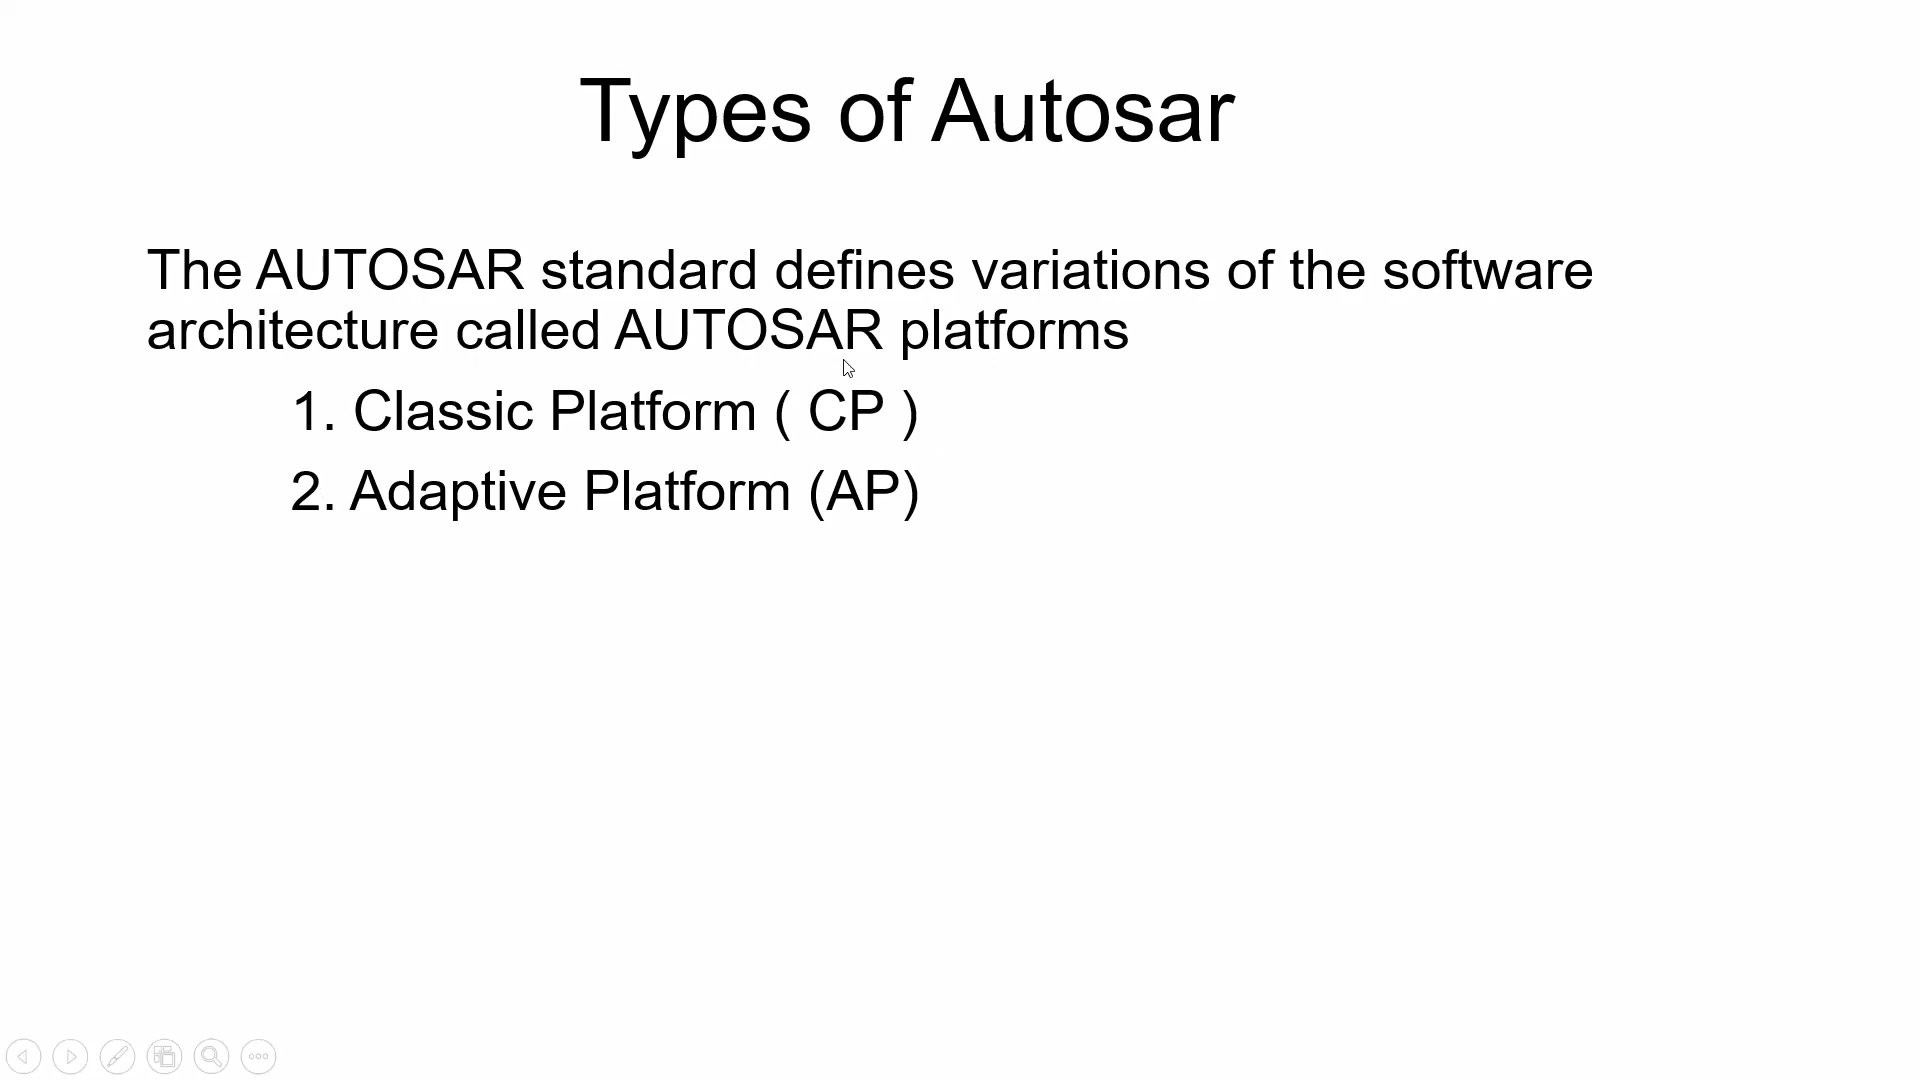 Types of Autosar
The AUTOSAR standard defines variations of the software
architecture called AUTOSAR platforms
1. Classic Platform ( CP )
2. Adaptive Platform (AP)